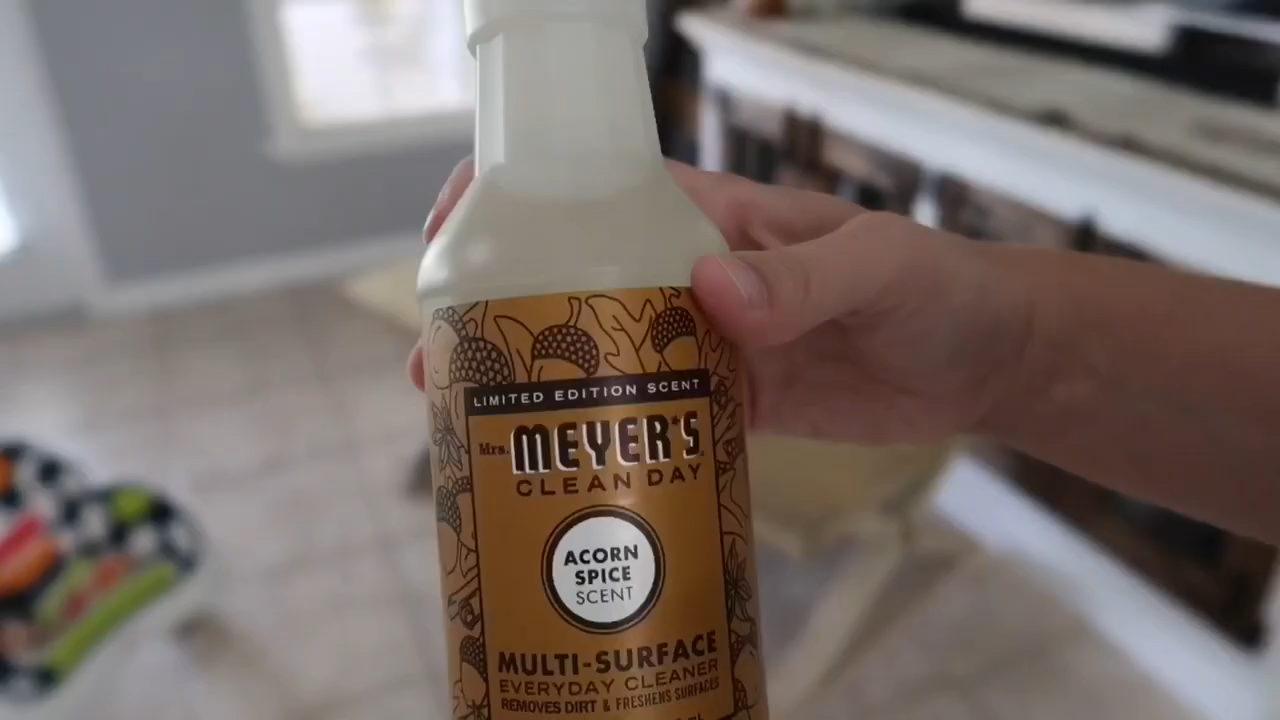 LIMITED EDITION SCENT
Mrs. MEYER'S
CLEAN DAY
ACORN
SPICE
SCENT
MULTI-SURFACE
EVERYDAY CLEANER
REMOVES DIRT & FRESHENS SURFACES